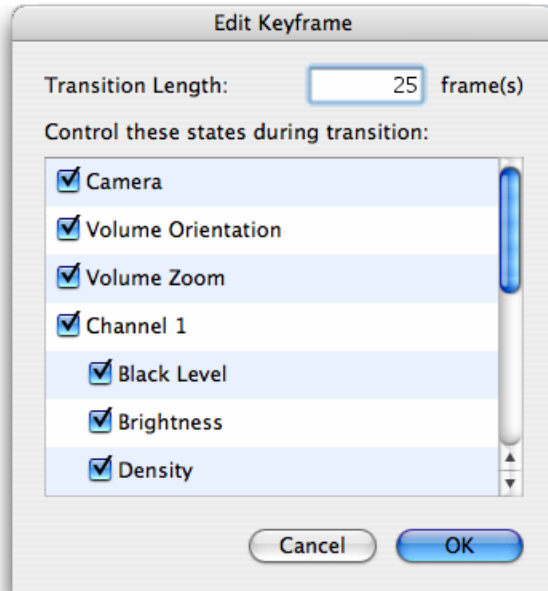 Edit Keyframe
Transition Length: 25 frame(s)
Control these states during transition:
Camera
Volume Orientation
Volume Zoom
Channel 1
Black Level
Brightness
Density
Cancel OK